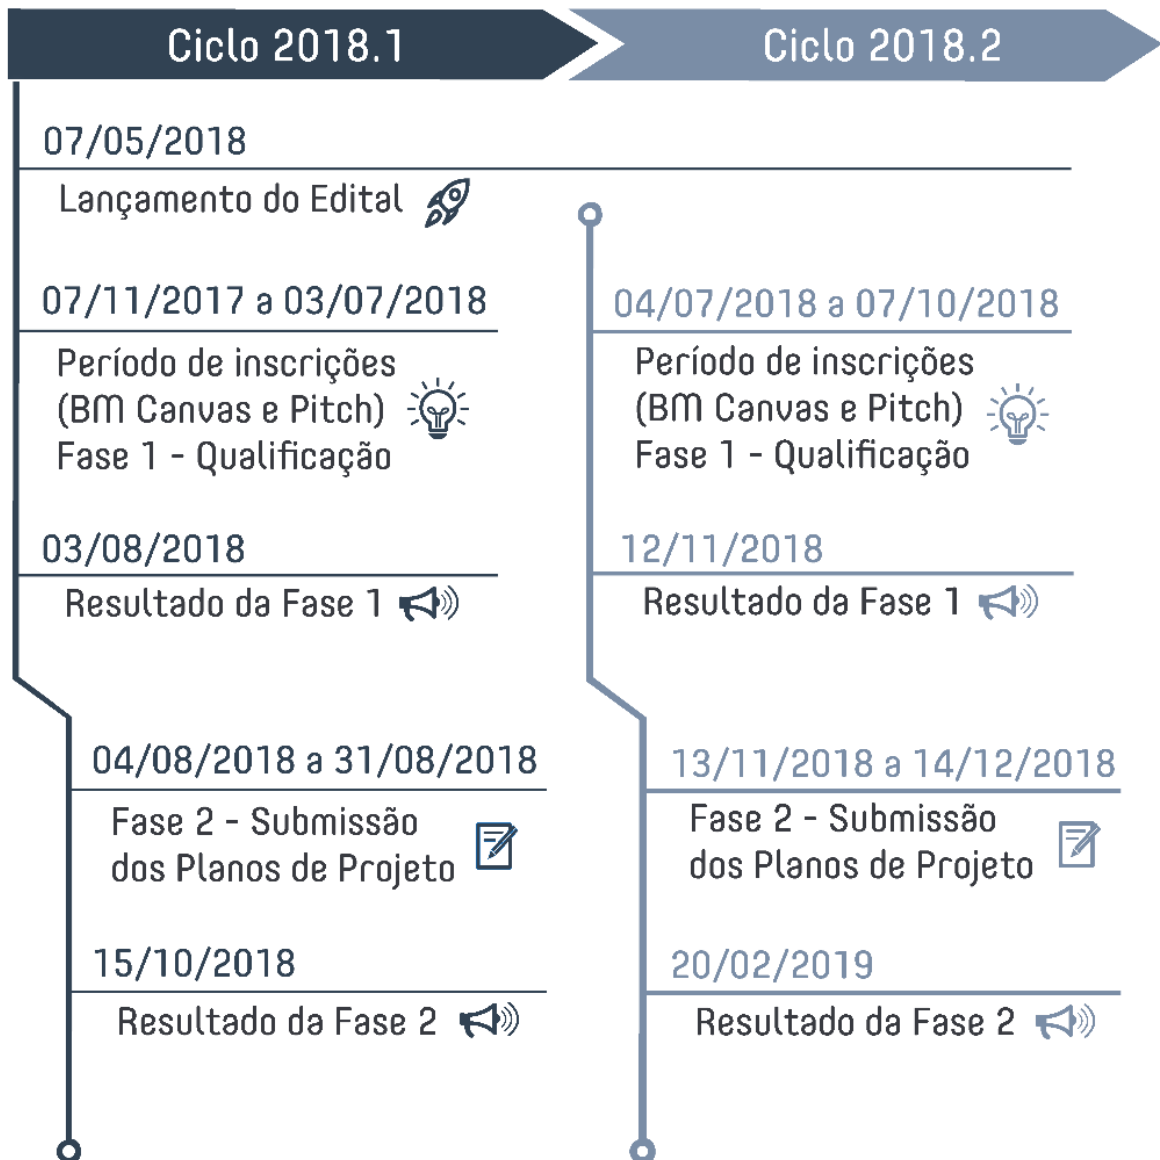 Ciclo 2018.1
Ciclo 2018.2
07/05/2018
Lançamento do Edital
07/11/2017 a 03/07/2018
Período de inscrições
(BM Canvas e Pitch)
Fase 1 - Qualificação
03/08/2018
Resultado da Fase 1
04/08/2018 a 31/08/2018
Fase 2 - Submissão
dos Planos de Projeto
15/10/2018
Resultado da Fase 2
04/07/2018 a 07/10/2018
Período de inscrições
(BM Canvas e Pitch)
Fase 1 - Qualificação
12/11/2018
Resultado da Fase 1
13/11/2018 a 14/12/2018
Fase 2 - Submissão
dos Planos de Projeto
20/02/2019
Resultado da Fase 2